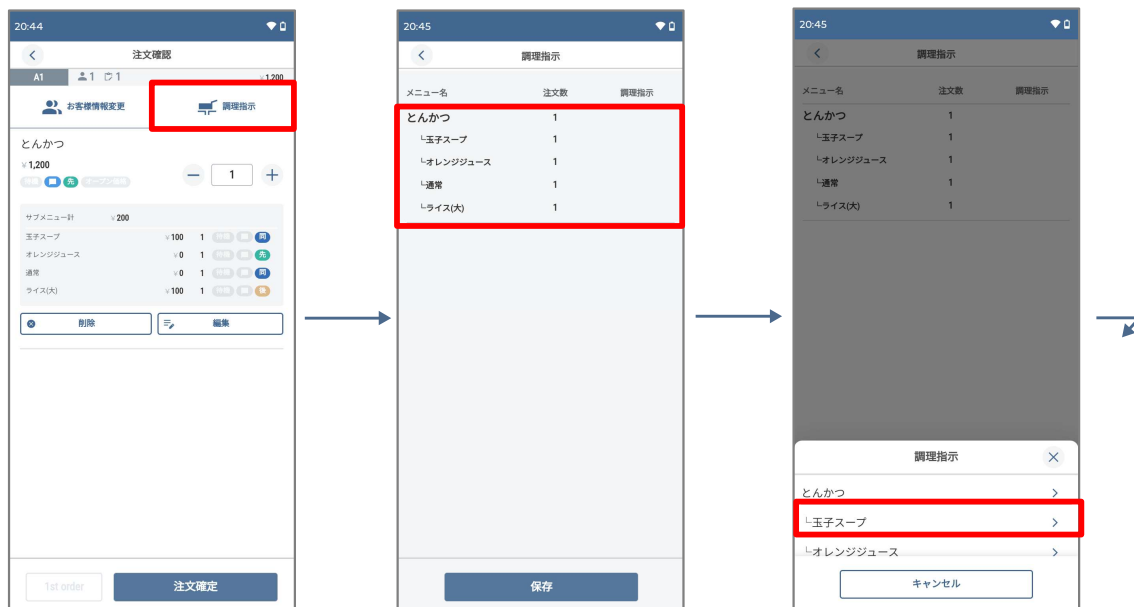 20:44
注文確認
A1 1 1 ¥1,200
お客様情報変更
調理指示
とんかつ
¥1,200
先
1
サブメニュー計 ¥200
玉子スープ ¥100 1 同
オレンジジュース ¥0 1 先
通常 ¥0 1 同
ライス(大) ¥100 1 後
削除
編集
1st order
注文確定
20:45
調理指示
メニュー名 注文数 調理指示
とんかつ 1
└玉子スープ 1
└オレンジジュース 1
└通常 1
└ライス(大) 1
保存
20:45
調理指示
メニュー名 注文数 調理指示
とんかつ 1
└玉子スープ 1
└オレンジジュース 1
└通常 1
└ライス(大) 1
調理指示
とんかつ
└玉子スープ
└オレンジジュース
キャンセル